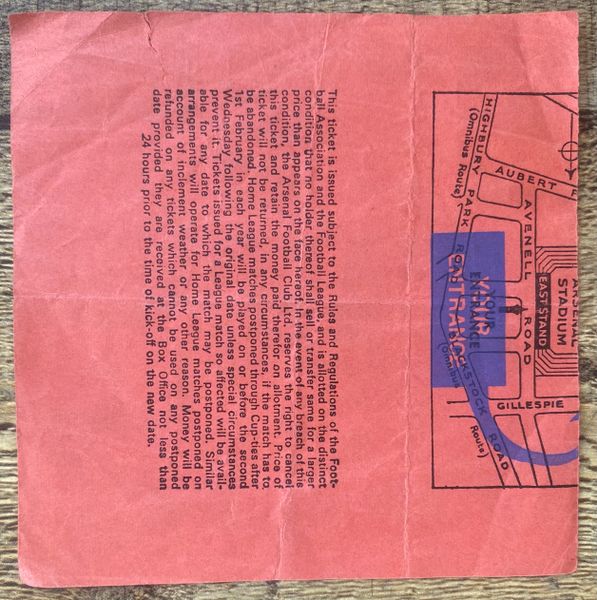 This ticket is issued subject to the Rules and Regulations of the Foot-
ball Association and the Football League, and is allotted on the distinct
condition that no holder thereof shall sell or transfer same for a larger
price than appears on the face hereof. In the event of any breach of this
condition, the Arsenal Football Club Ltd. reserves the right to cancel
this ticket and retain the money paid therefor on allotment. Price of
ticket will not be returned, in any circumstances, if the match has to
be abandoned. Home League matches postponed through Cup-ties after
1st February in each year will be played on or before the second
Wednesday following the original date unless special circumstances
prevent it. Tickets issued for a League match so affected will be avail-
able for any date to which the match may be postponed. Similar
arrangements will operate for Home League matches postponed on
account of inclement weather or any other reason. Money will be
refunded on any tickets which cannot be used on any postponed
date provided they are received at the Box Office not less than
24 hours prior to the time of kick-off on the new date.
HIGHBURY PARK
(Omnibus Route)
AUBERT
AVENELL
ROAD
ARSENAL
STADIUM
EAST STAND
YOUR
ENTRANCE
YOUR
ENTRANCE
GILLESPIE
ROAD
(Omnibus
Route)